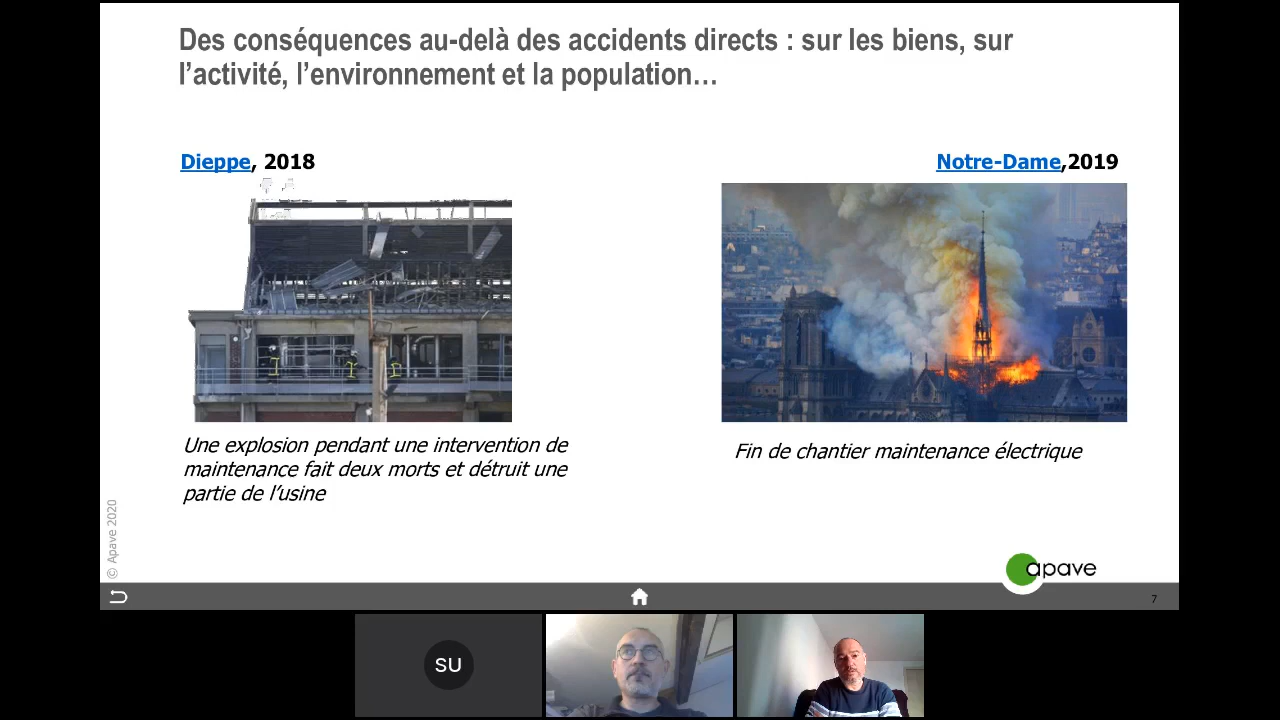 Des conséquences au-delà des accidents directs : sur les biens, sur
l’activité, l’environnement et la population…
Dieppe, 2018
Notre-Dame,2019
Une explosion pendant une intervention de
maintenance fait deux morts et détruit une
partie de l’usine
Fin de chantier maintenance électrique
© Apave 2020
apave
7
SU